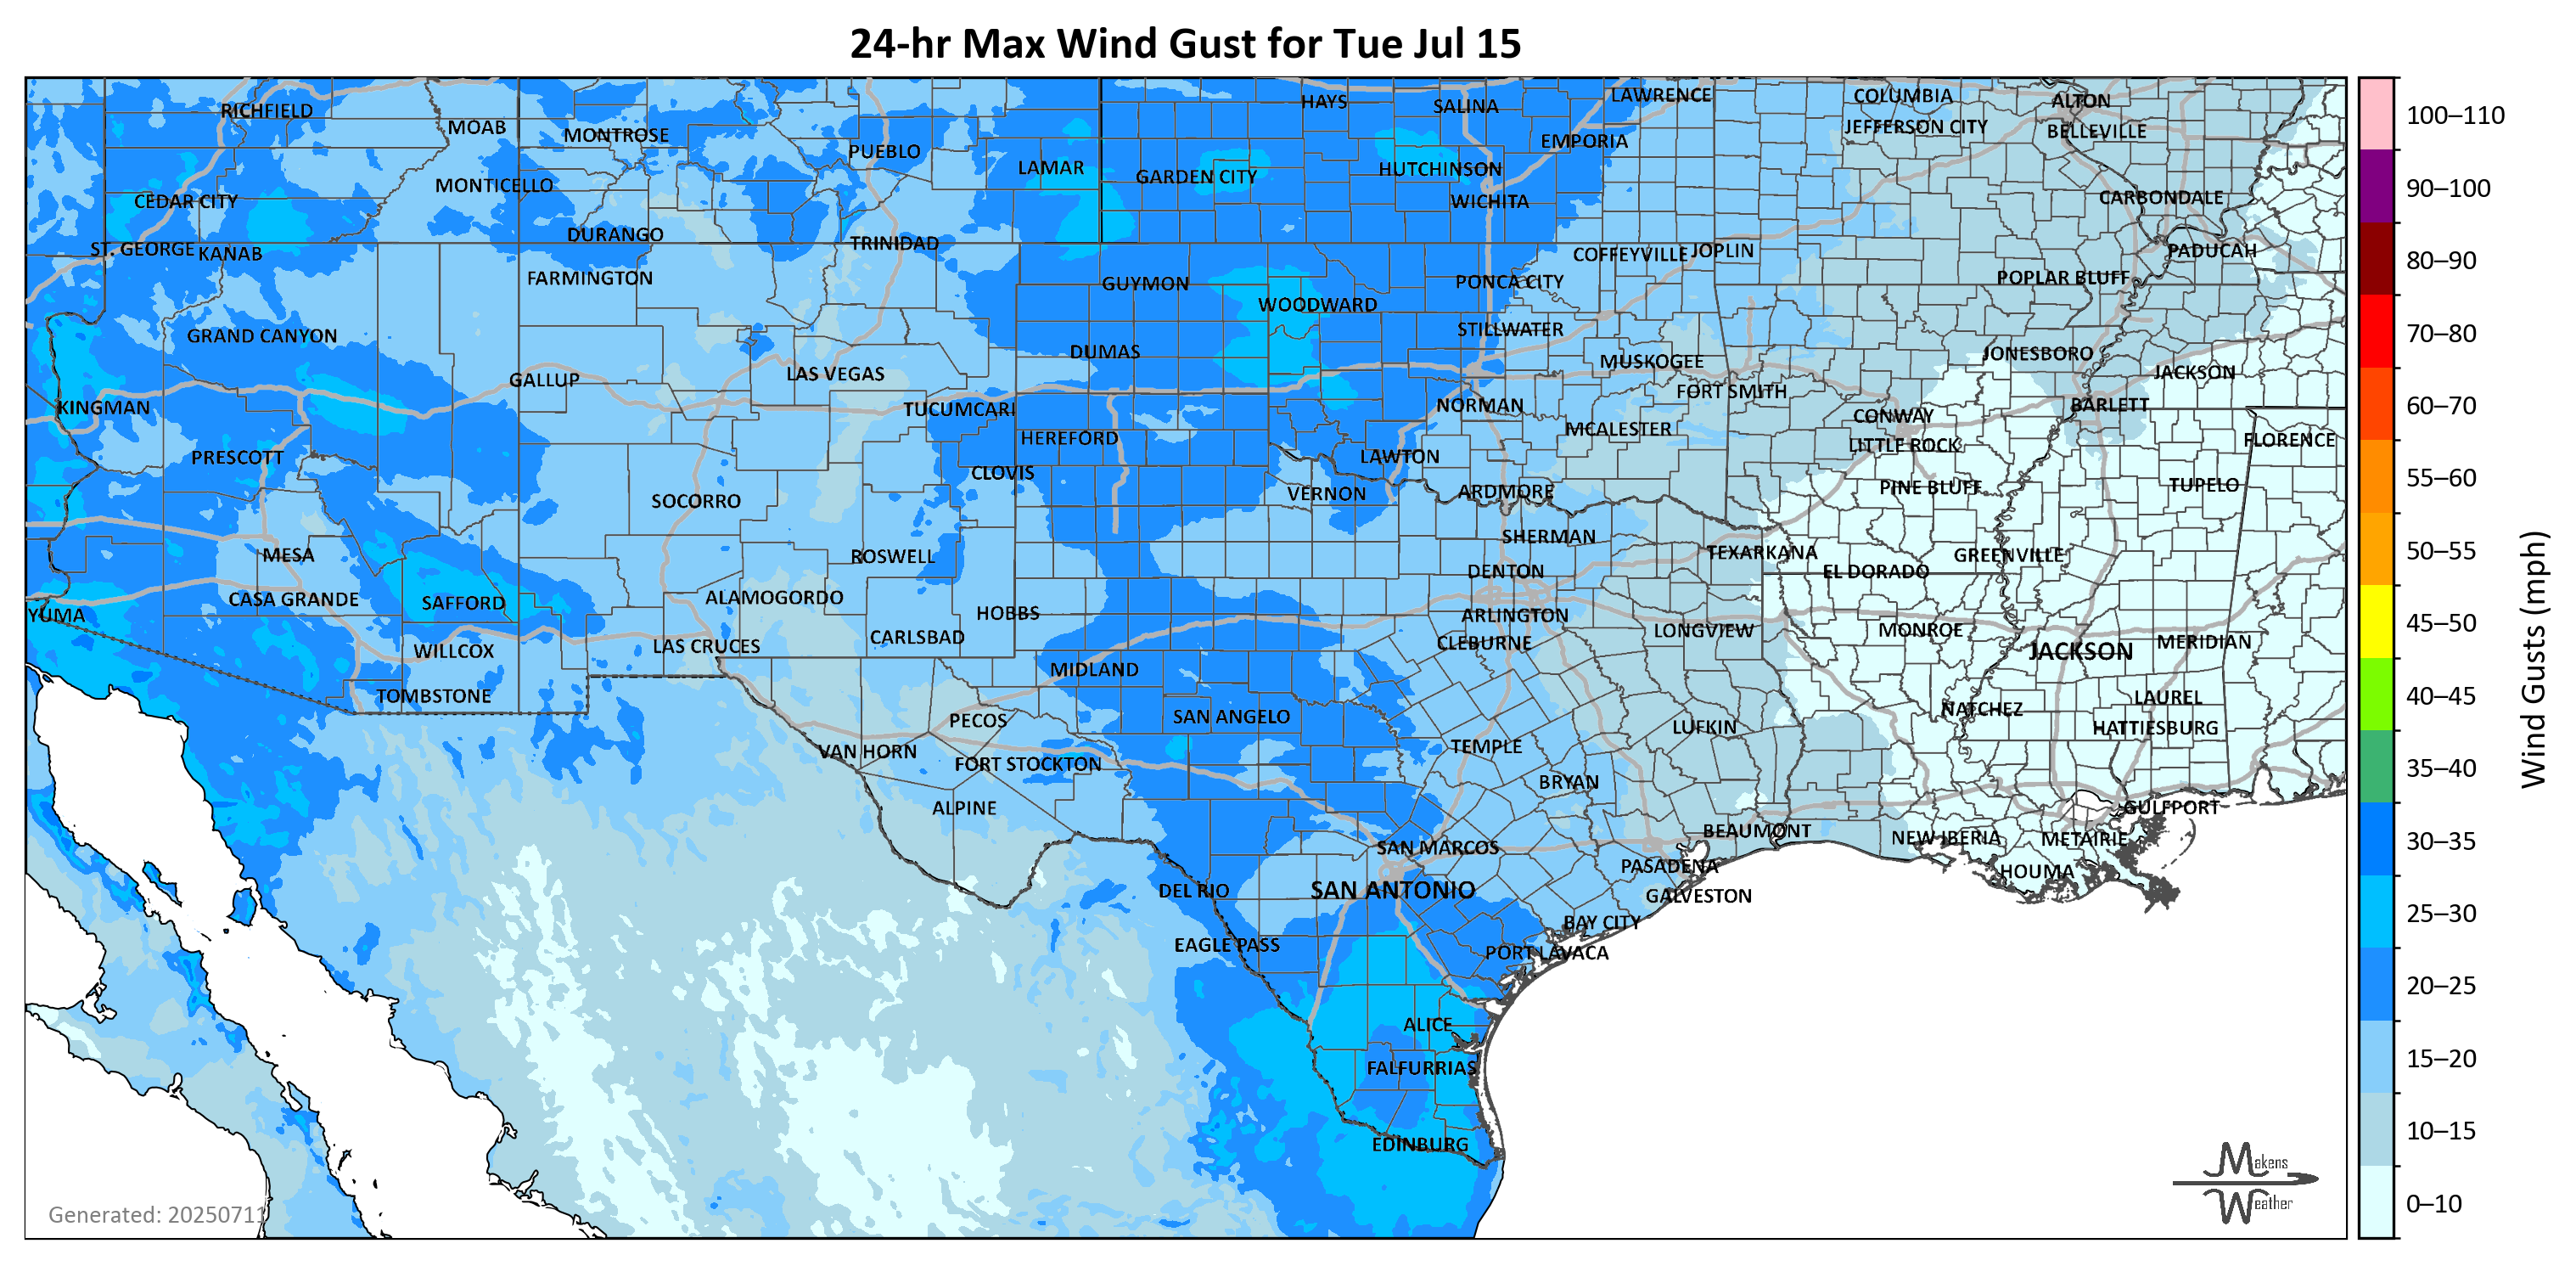 24-hr Max Wind Gust for Tue Jul 15
RICHFIELD
MOAB
MONTROSE
PUEBLO
LAMAR
HAYS
SALINA
LAWRENCE
COLUMBIA
ALTON
EMPORIA
JEFFERSON CITY
BELLEVILLE
CEDAR CITY
MONTICELLO
GARDEN CITY
HUTCHINSON
WICHITA
CARBONDALE
ST. GEORGE
KANAB
DURANGO
TRINIDAD
COFFEYVILLE
JOPLIN
PADUCAH
FARMINGTON
GUYMON
WOODWARD
PONCA CITY
POPLAR BLUFF
GRAND CANYON
STILLWATER
DUMAS
MUSKOGEE
JONESBORO
GALLUP
LAS VEGAS
FORT SMITH
JACKSON
KINGMAN
TUCUMCARI
NORMAN
CONWAY
BARLETT
PRESCOTT
HEREFORD
MCALESTER
LITTLE ROCK
FLORENCE
CLOVIS
LAWTON
SOCORRO
VERNON
ARDMORE
PINE BLUFF
TUPELO
MESA
ROSWELL
SHERMAN
TEXARKANA
GREENVILLE
DENTON
EL DORADO
YUMA
CASA GRANDE
SAFFORD
ALAMOGORDO
HOBBS
ARLINGTON
WILLCOX
LAS CRUCES
CARLSBAD
CLEBURNE
LONGVIEW
MONROE
JACKSON
MERIDIAN
TOMBSTONE
MIDLAND
LAUREL
PECOS
SAN ANGELO
LUFKIN
NATCHEZ
HATTIESBURG
VAN HORN
FORT STOCKTON
TEMPLE
BRYAN
ALPINE
GULFPORT
BEAUMONT
NEW IBERIA
METAIRIE
SAN MARCOS
PASADENA
HOUMA
DEL RIO
SAN ANTONIO
GALVESTON
BAY CITY
EAGLE PASS
PORT LAVACA
ALICE
FALFURRIAS
EDINBURG
Generated: 20250711
Makens
Weather
100–110
90–100
80–90
70–80
60–70
55–60
50–55
45–50
40–45
35–40
30–35
25–30
20–25
15–20
10–15
0–10
Wind Gusts (mph)